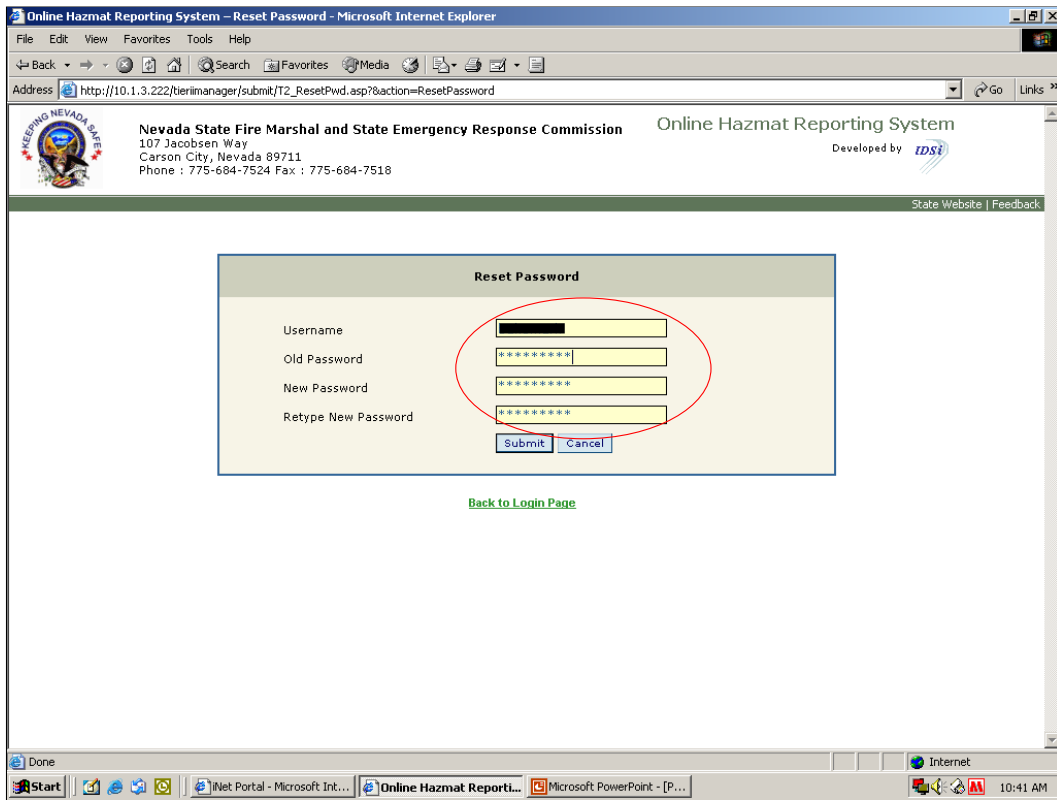 Online Hazmat Reporting System – Reset Password - Microsoft Internet Explorer
File Edit View Favorites Tools Help
Back Search Favorites Media
Address http://10.1.3.222/tieriimanager/submit/T2_ResetPwd.asp?&action=ResetPassword Go Links »
KEEPING NEVADA SAFE
Nevada State Fire Marshal and State Emergency Response Commission
107 Jacobsen Way
Carson City, Nevada 89711
Phone : 775-684-7524 Fax : 775-684-7518
Online Hazmat Reporting System
Developed by IDSi
State Website | Feedback
Reset Password
Username
Old Password *********
New Password *********
Retype New Password *********
Submit Cancel
Back to Login Page
Done Internet
Start iNet Portal - Microsoft Int... Online Hazmat Reporti... Microsoft PowerPoint - [P... 10:41 AM